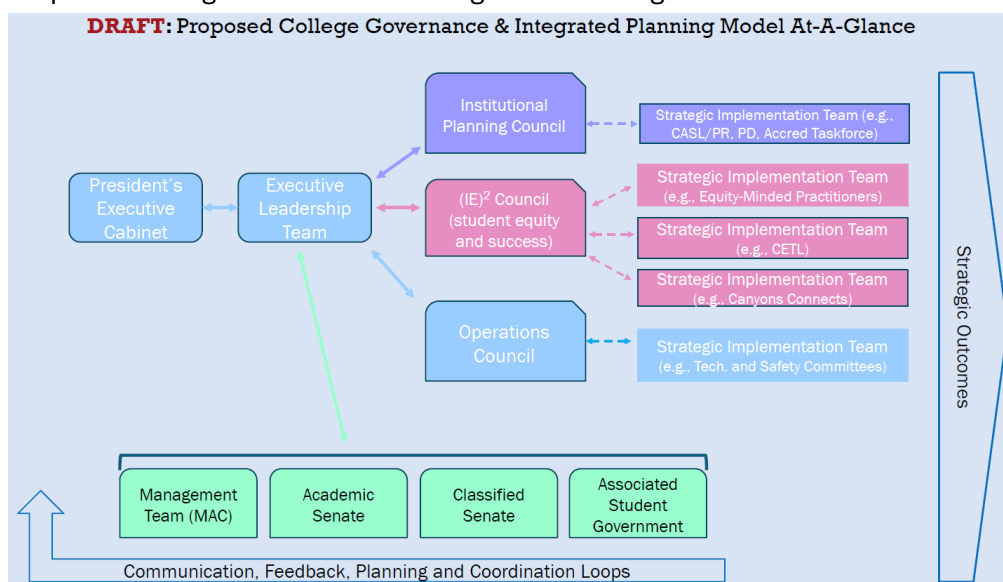 DRAFT: Proposed College Governance & Integrated Planning Model At-A-Glance
Institutional
Planning Council
Strategic Implementation Team (e.g.,
CASL/PR, PD, Accred Taskforce)
President's
Executive
Cabinet
Executive
Leadership
Team
(IE)² Council
(student equity
and success)
Strategic Implementation Team
(e.g., Equity-Minded Practitioners)
Strategic Implementation Team
(e.g., CETL)
Strategic Implementation Team
(e.g., Canyons Connects)
Operations
Council
Strategic Implementation Team
(e.g., Tech. and Safety Committees)
Strategic Outcomes
Management
Team (MAC)
Academic
Senate
Classified
Senate
Associated
Student
Government
Communication, Feedback, Planning and Coordination Loops